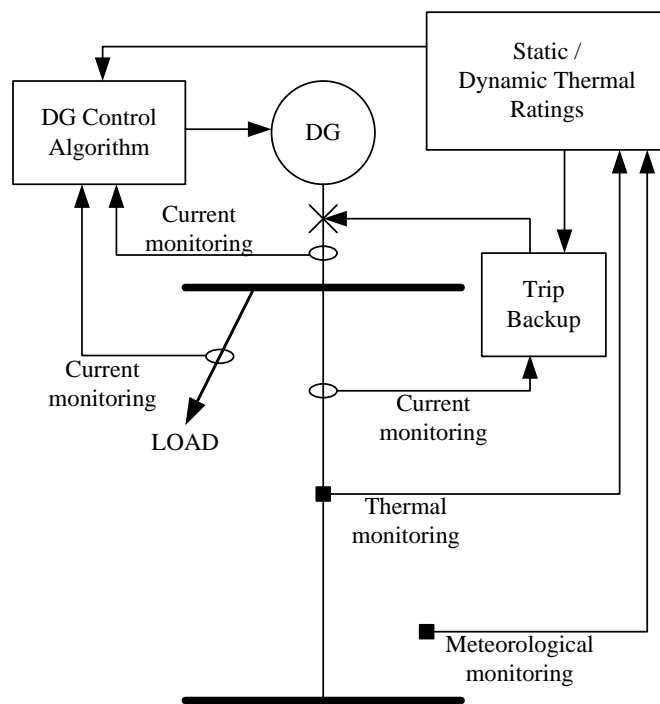 Static /
Dynamic Thermal
Ratings
DG Control
Algorithm
DG
Current
monitoring
Trip
Backup
Current
monitoring
LOAD
Current
monitoring
Thermal
monitoring
Meteorological
monitoring